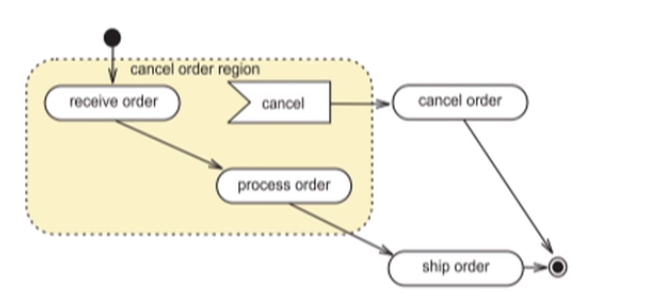 cancel order region
receive order
cancel
cancel order
process order
ship order